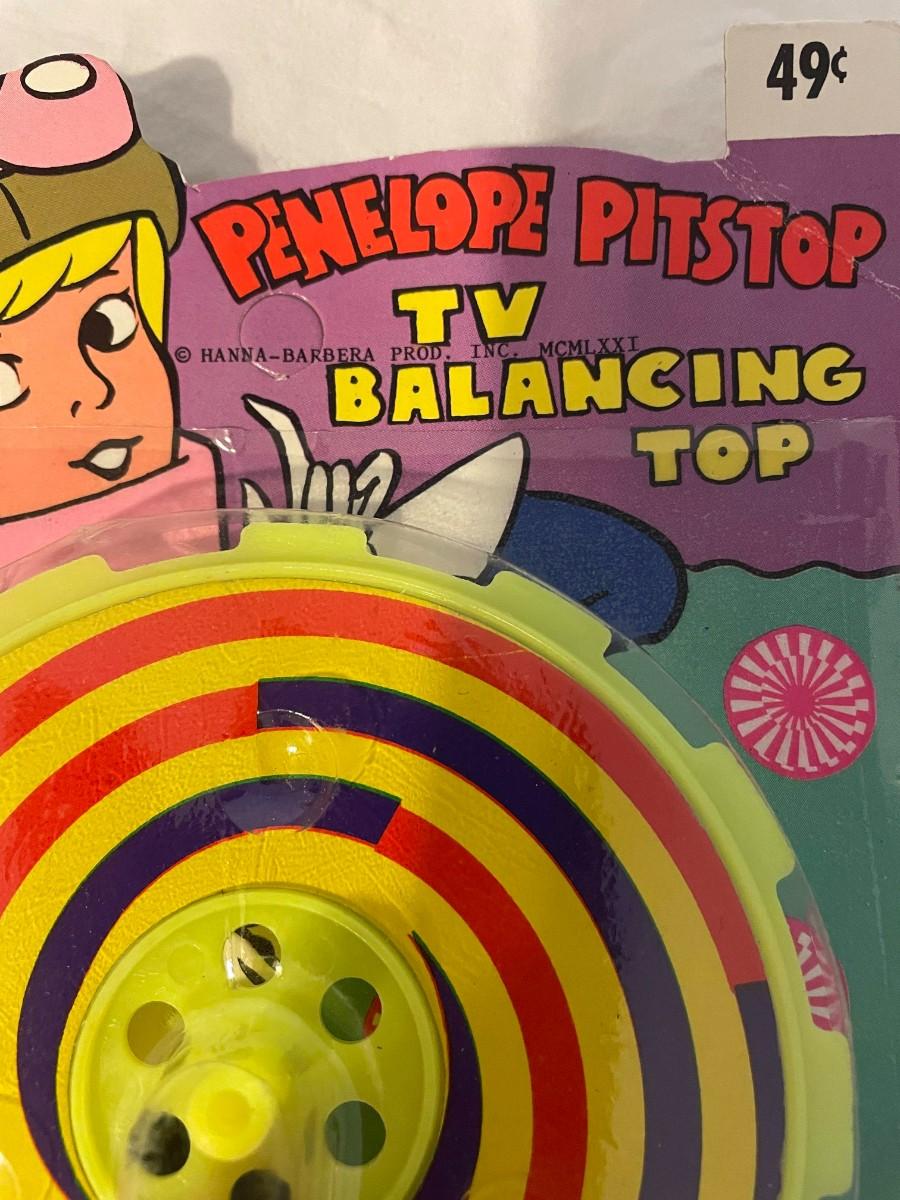 49¢
PENELOPE PITSTOP
TV
© HANNA-BARBERA PROD. INC. MCMLXXI
BALANCING
TOP